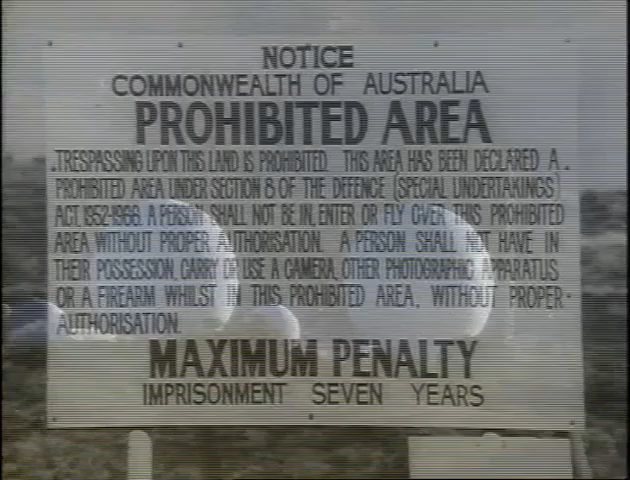 NOTICE
COMMONWEALTH OF AUSTRALIA
PROHIBITED AREA
TRESPASSING UPON THIS LAND IS PROHIBITED. THIS AREA HAS BEEN DECLARED A
PROHIBITED AREA UNDER SECTION 8 OF THE DEFENCE (SPECIAL UNDERTAKINGS)
ACT, 1952-1966. A PERSON SHALL NOT BE IN, ENTER OR FLY OVER THIS PROHIBITED
AREA WITHOUT PROPER AUTHORISATION. A PERSON SHALL NOT HAVE IN
THEIR POSSESSION, CARRY OR USE A CAMERA, OTHER PHOTOGRAPHIC APPARATUS
OR A FIREARM WHILST IN THIS PROHIBITED AREA, WITHOUT PROPER
AUTHORISATION.
MAXIMUM PENALTY
IMPRISONMENT SEVEN YEARS